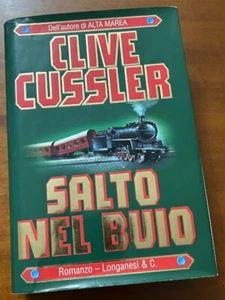 Dell'autore di ALTA MAREA
CLIVE
CUSSLER
SALTO
NEL BUIO
Romanzo – Longanesi & C.